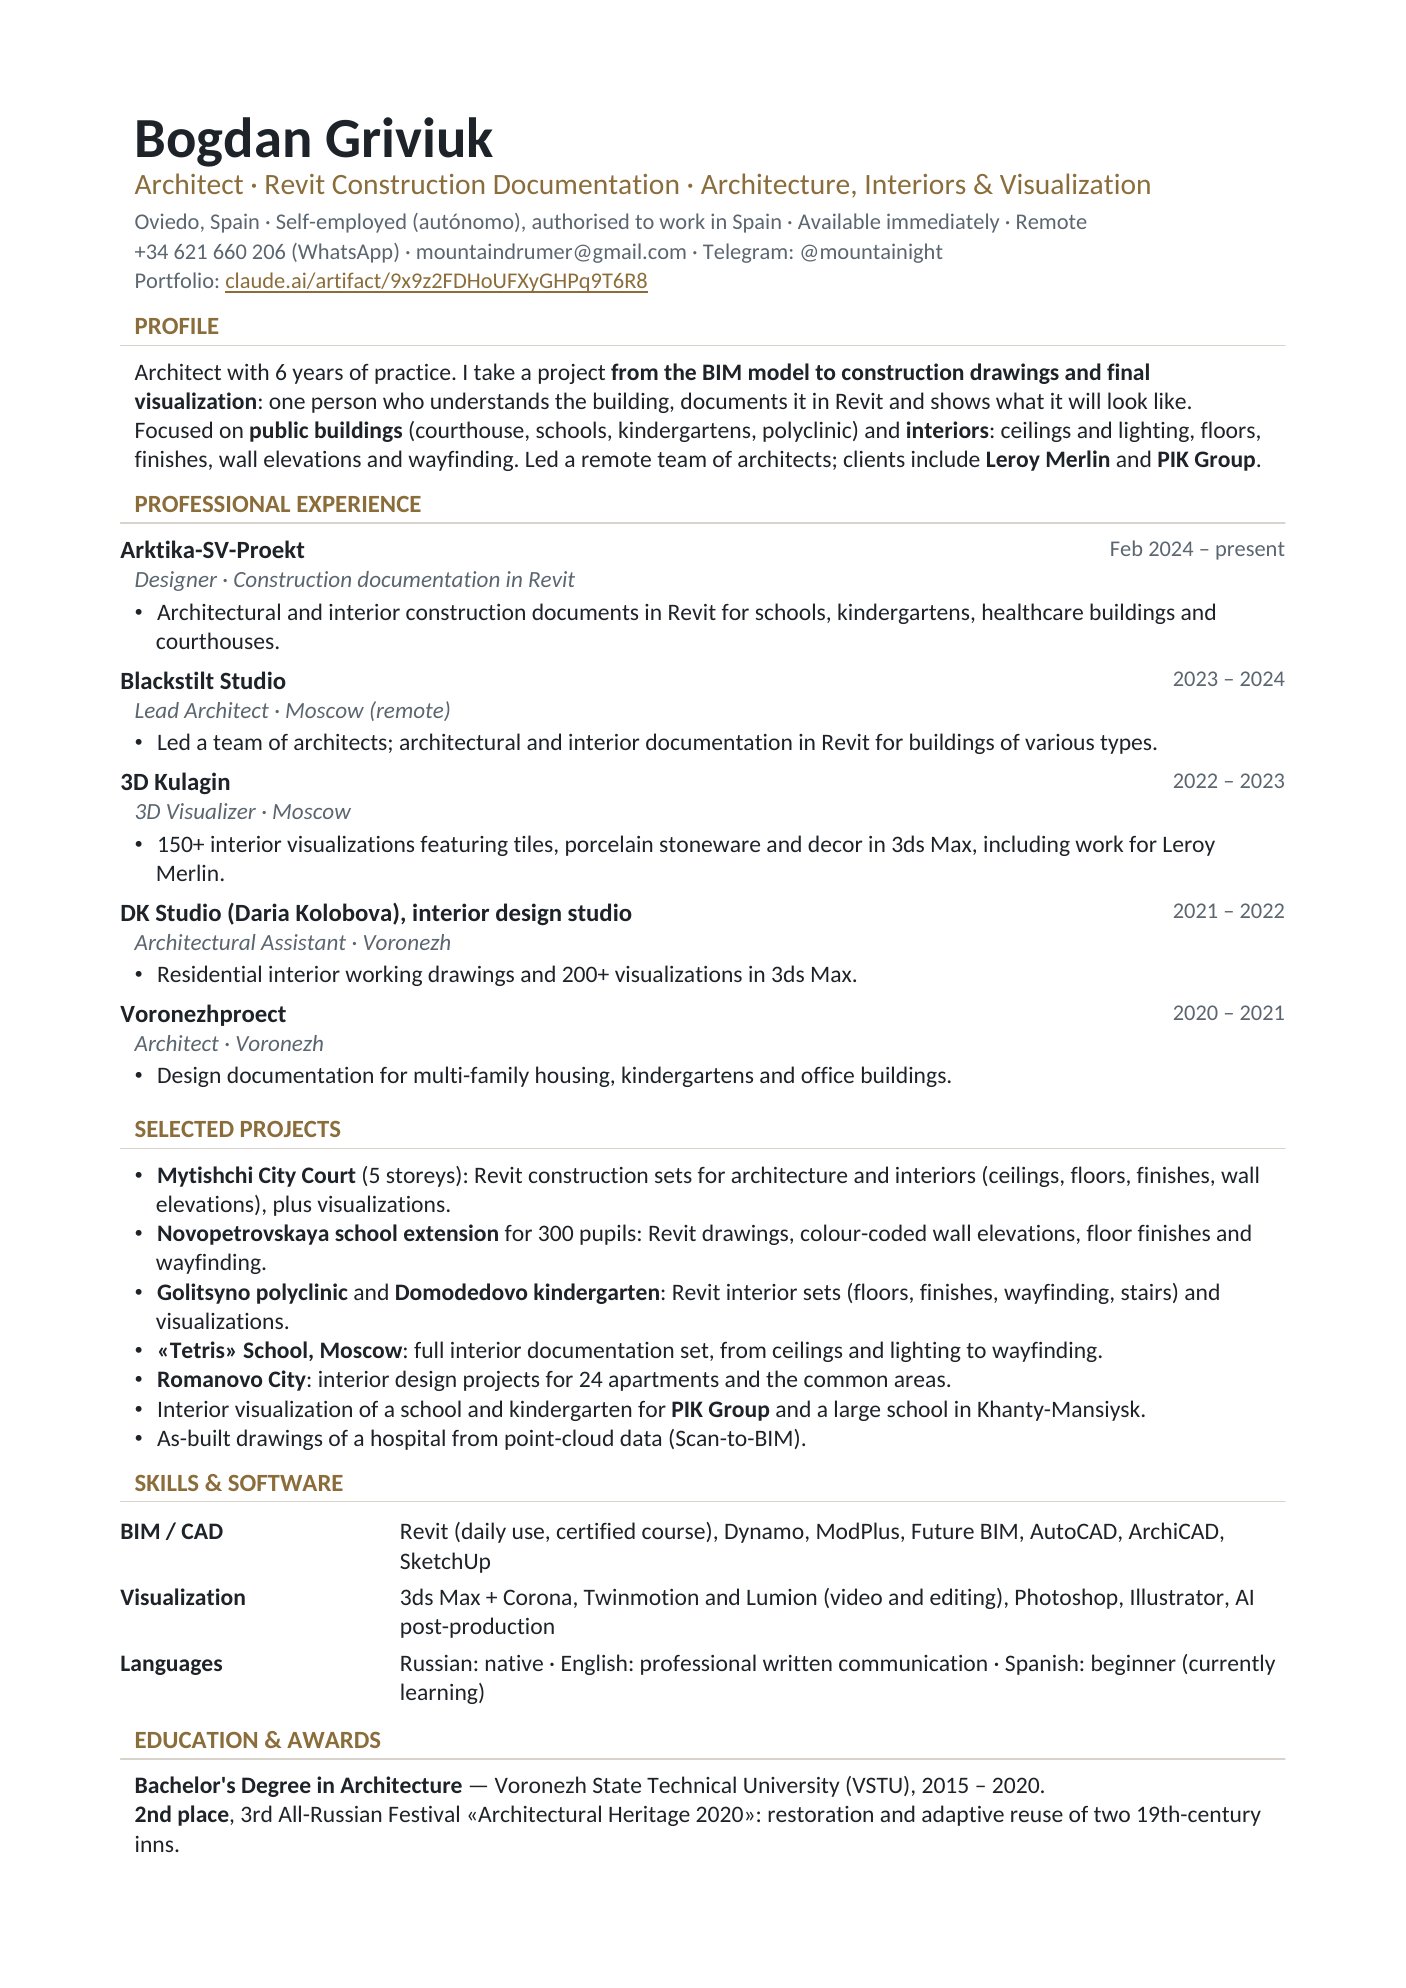 Bogdan Griviuk
Architect · Revit Construction Documentation · Architecture, Interiors & Visualization
Oviedo, Spain · Self-employed (autónomo), authorised to work in Spain · Available immediately · Remote
+34 621 660 206 (WhatsApp) · mountaindrumer@gmail.com · Telegram: @mountainight
Portfolio: claude.ai/artifact/9x9z2FDHoUFXyGHPq9T6R8
PROFILE
Architect with 6 years of practice. I take a project from the BIM model to construction drawings and final
visualization: one person who understands the building, documents it in Revit and shows what it will look like.
Focused on public buildings (courthouse, schools, kindergartens, polyclinic) and interiors: ceilings and lighting, floors,
finishes, wall elevations and wayfinding. Led a remote team of architects; clients include Leroy Merlin and PIK Group.
PROFESSIONAL EXPERIENCE
Arktika-SV-Proekt Feb 2024 – present
Designer · Construction documentation in Revit
• Architectural and interior construction documents in Revit for schools, kindergartens, healthcare buildings and
courthouses.
Blackstilt Studio 2023 – 2024
Lead Architect · Moscow (remote)
• Led a team of architects; architectural and interior documentation in Revit for buildings of various types.
3D Kulagin 2022 – 2023
3D Visualizer · Moscow
• 150+ interior visualizations featuring tiles, porcelain stoneware and decor in 3ds Max, including work for Leroy
Merlin.
DK Studio (Daria Kolobova), interior design studio 2021 – 2022
Architectural Assistant · Voronezh
• Residential interior working drawings and 200+ visualizations in 3ds Max.
Voronezhproect 2020 – 2021
Architect · Voronezh
• Design documentation for multi-family housing, kindergartens and office buildings.
SELECTED PROJECTS
• Mytishchi City Court (5 storeys): Revit construction sets for architecture and interiors (ceilings, floors, finishes, wall
elevations), plus visualizations.
• Novopetrovskaya school extension for 300 pupils: Revit drawings, colour-coded wall elevations, floor finishes and
wayfinding.
• Golitsyno polyclinic and Domodedovo kindergarten: Revit interior sets (floors, finishes, wayfinding, stairs) and
visualizations.
• «Tetris» School, Moscow: full interior documentation set, from ceilings and lighting to wayfinding.
• Romanovo City: interior design projects for 24 apartments and the common areas.
• Interior visualization of a school and kindergarten for PIK Group and a large school in Khanty-Mansiysk.
• As-built drawings of a hospital from point-cloud data (Scan-to-BIM).
SKILLS & SOFTWARE
BIM / CAD Revit (daily use, certified course), Dynamo, ModPlus, Future BIM, AutoCAD, ArchiCAD,
SketchUp
Visualization 3ds Max + Corona, Twinmotion and Lumion (video and editing), Photoshop, Illustrator, AI
post-production
Languages Russian: native · English: professional written communication · Spanish: beginner (currently
learning)
EDUCATION & AWARDS
Bachelor's Degree in Architecture — Voronezh State Technical University (VSTU), 2015 – 2020.
2nd place, 3rd All-Russian Festival «Architectural Heritage 2020»: restoration and adaptive reuse of two 19th-century
inns.